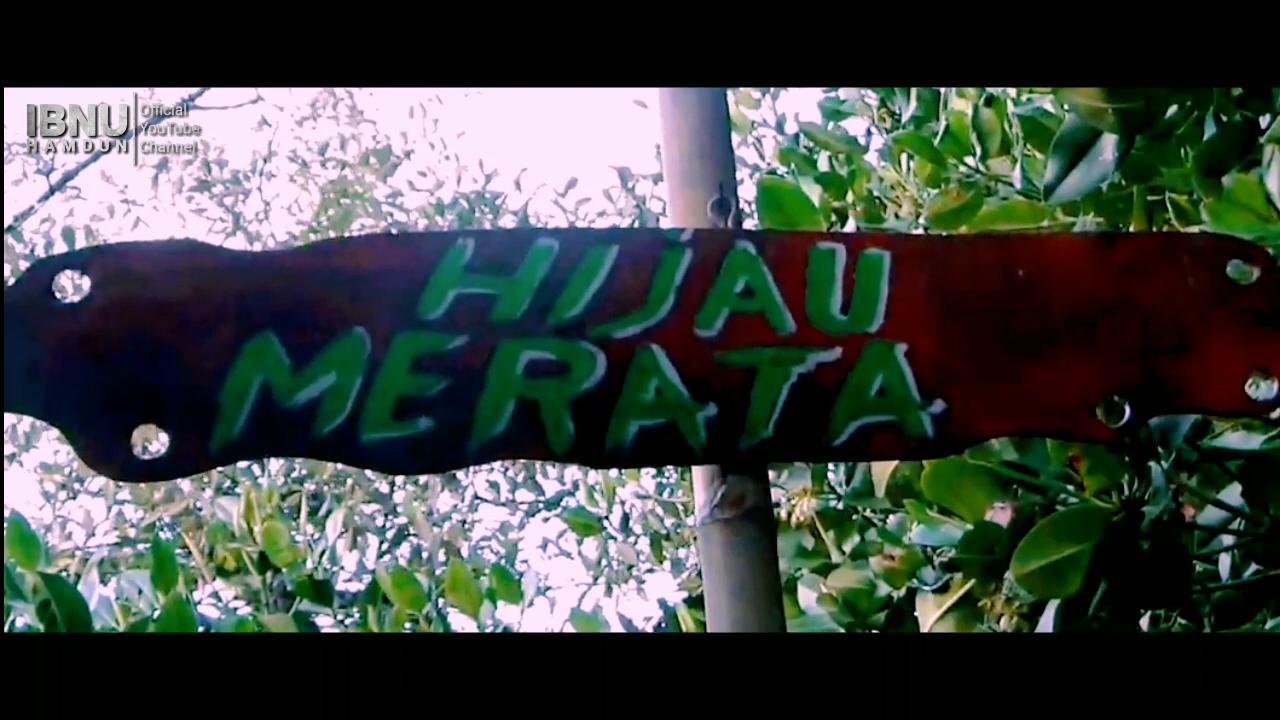 IBNU
HAMDUN
Official
YouTube
Channel
HIJAU
MERATA